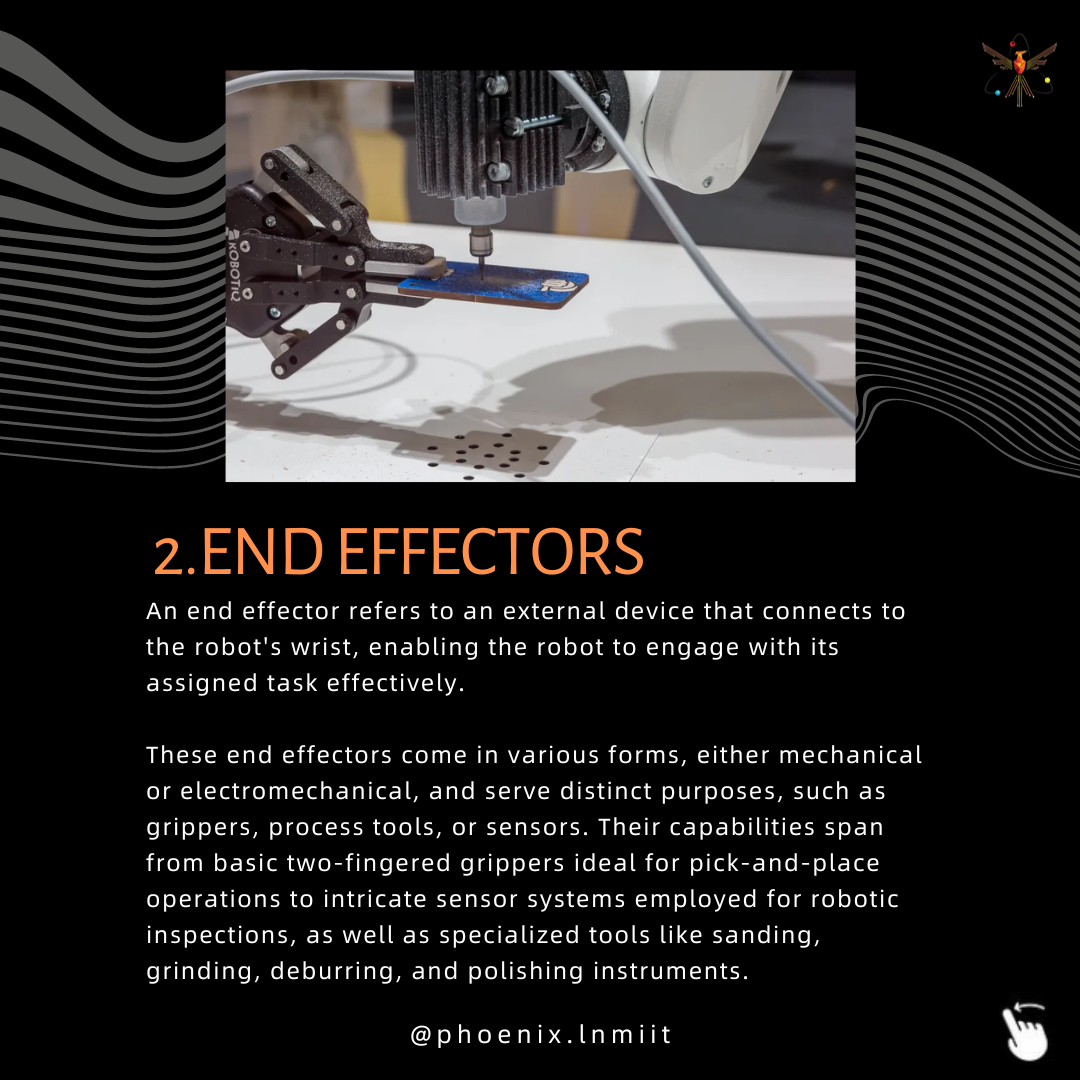 ROBOTIQ
2.END EFFECTORS
An end effector refers to an external device that connects to
the robot's wrist, enabling the robot to engage with its
assigned task effectively.
These end effectors come in various forms, either mechanical
or electromechanical, and serve distinct purposes, such as
grippers, process tools, or sensors. Their capabilities span
from basic two-fingered grippers ideal for pick-and-place
operations to intricate sensor systems employed for robotic
inspections, as well as specialized tools like sanding,
grinding, deburring, and polishing instruments.
@phoenix.lnmiit